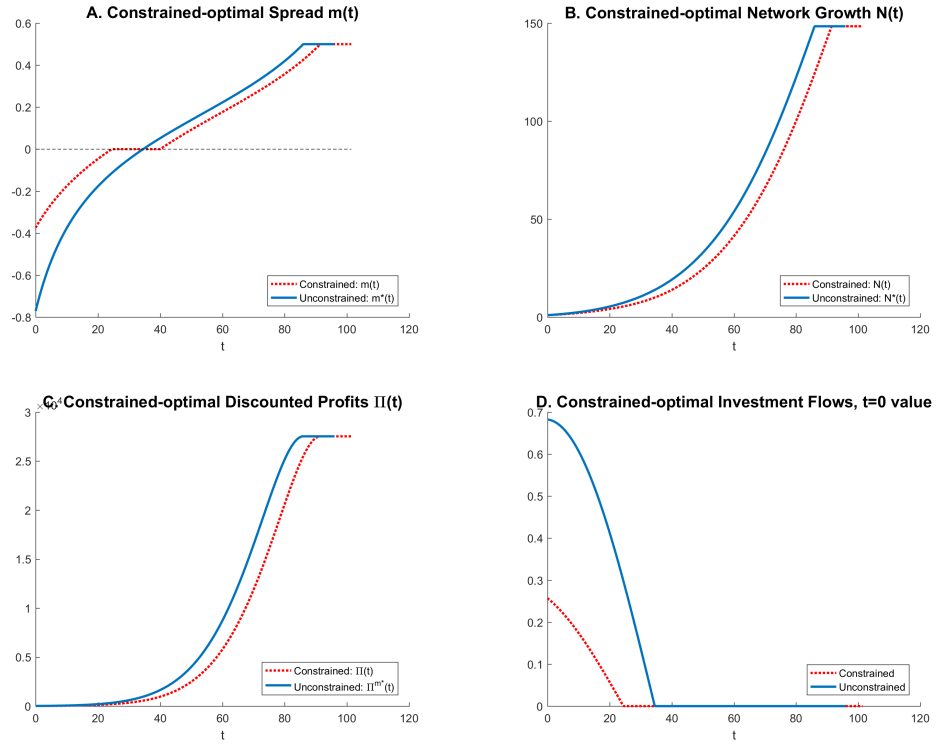 A. Constrained-optimal Spread m(t)
0.6
0.4
0.2
0
-0.2
-0.4
-0.6
-0.8
Constrained: m(t)
Unconstrained: m*(t)
0 20 40 60 80 100 120
t
B. Constrained-optimal Network Growth N(t)
150
100
50
0
Constrained: N(t)
Unconstrained: N*(t)
0 20 40 60 80 100 120
t
C. Constrained-optimal Discounted Profits Π(t)
×10^4
3
2.5
2
1.5
1
0.5
0
Constrained: Π(t)
Unconstrained: Π^m*(t)
0 20 40 60 80 100 120
D. Constrained-optimal Investment Flows, t=0 value
0.7
0.6
0.5
0.4
0.3
0.2
0.1
0
Constrained
Unconstrained
0 20 40 60 80 100 120